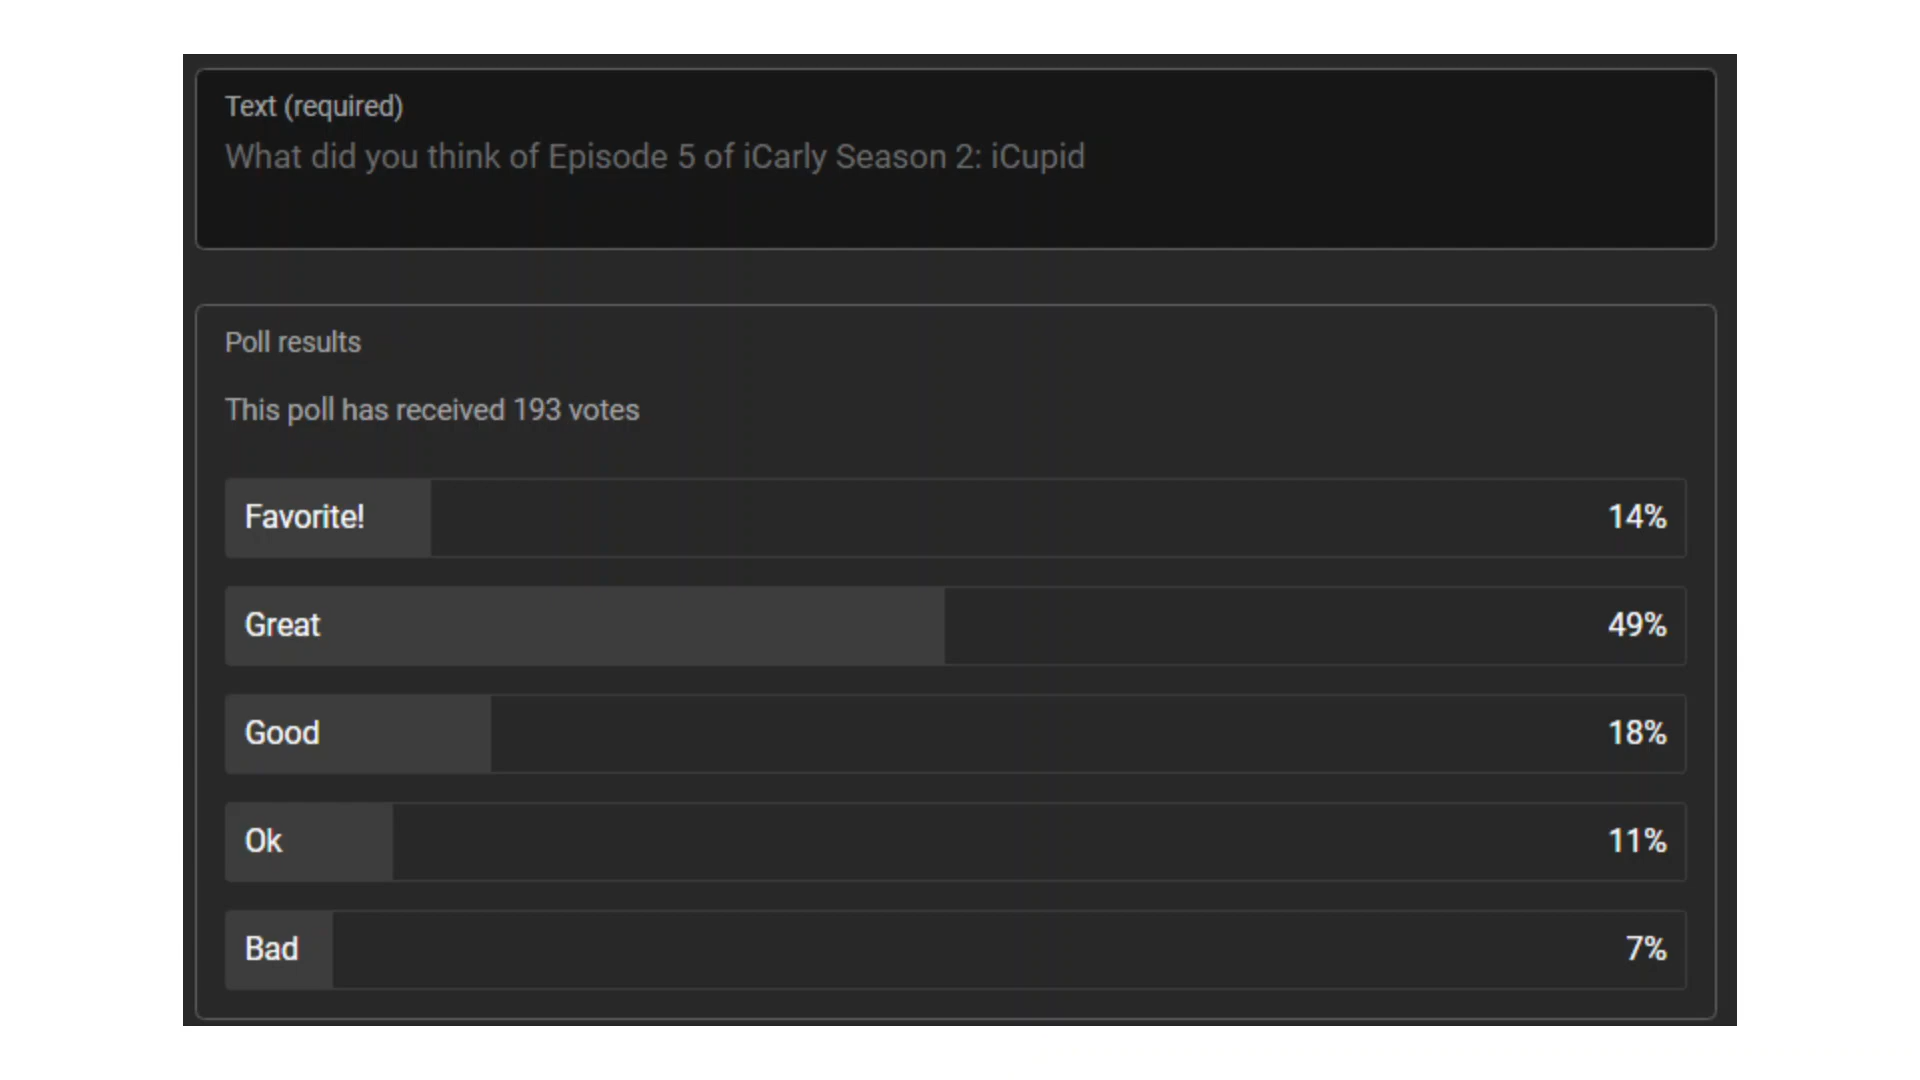 Text (required)
What did you think of Episode 5 of iCarly Season 2: iCupid
Poll results
This poll has received 193 votes
Favorite! 14%
Great 49%
Good 18%
Ok 11%
Bad 7%